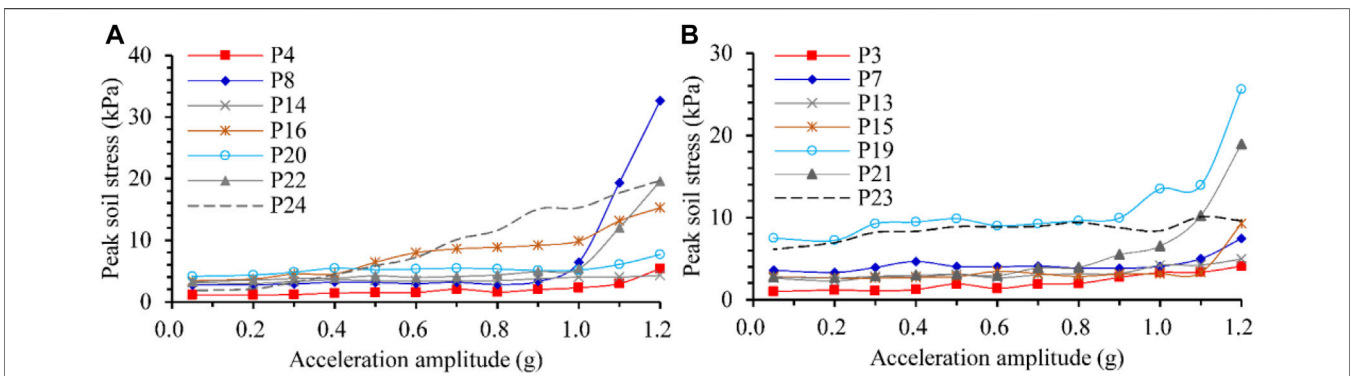 A
Peak soil stress (kPa)
40
30
20
10
0
P4
P8
P14
P16
P20
P22
P24
0.0 0.2 0.4 0.6 0.8 1.0 1.2
Acceleration amplitude (g)
B
Peak soil stress (kPa)
30
20
10
0
P3
P7
P13
P15
P19
P21
P23
0.0 0.2 0.4 0.6 0.8 1.0 1.2
Acceleration amplitude (g)